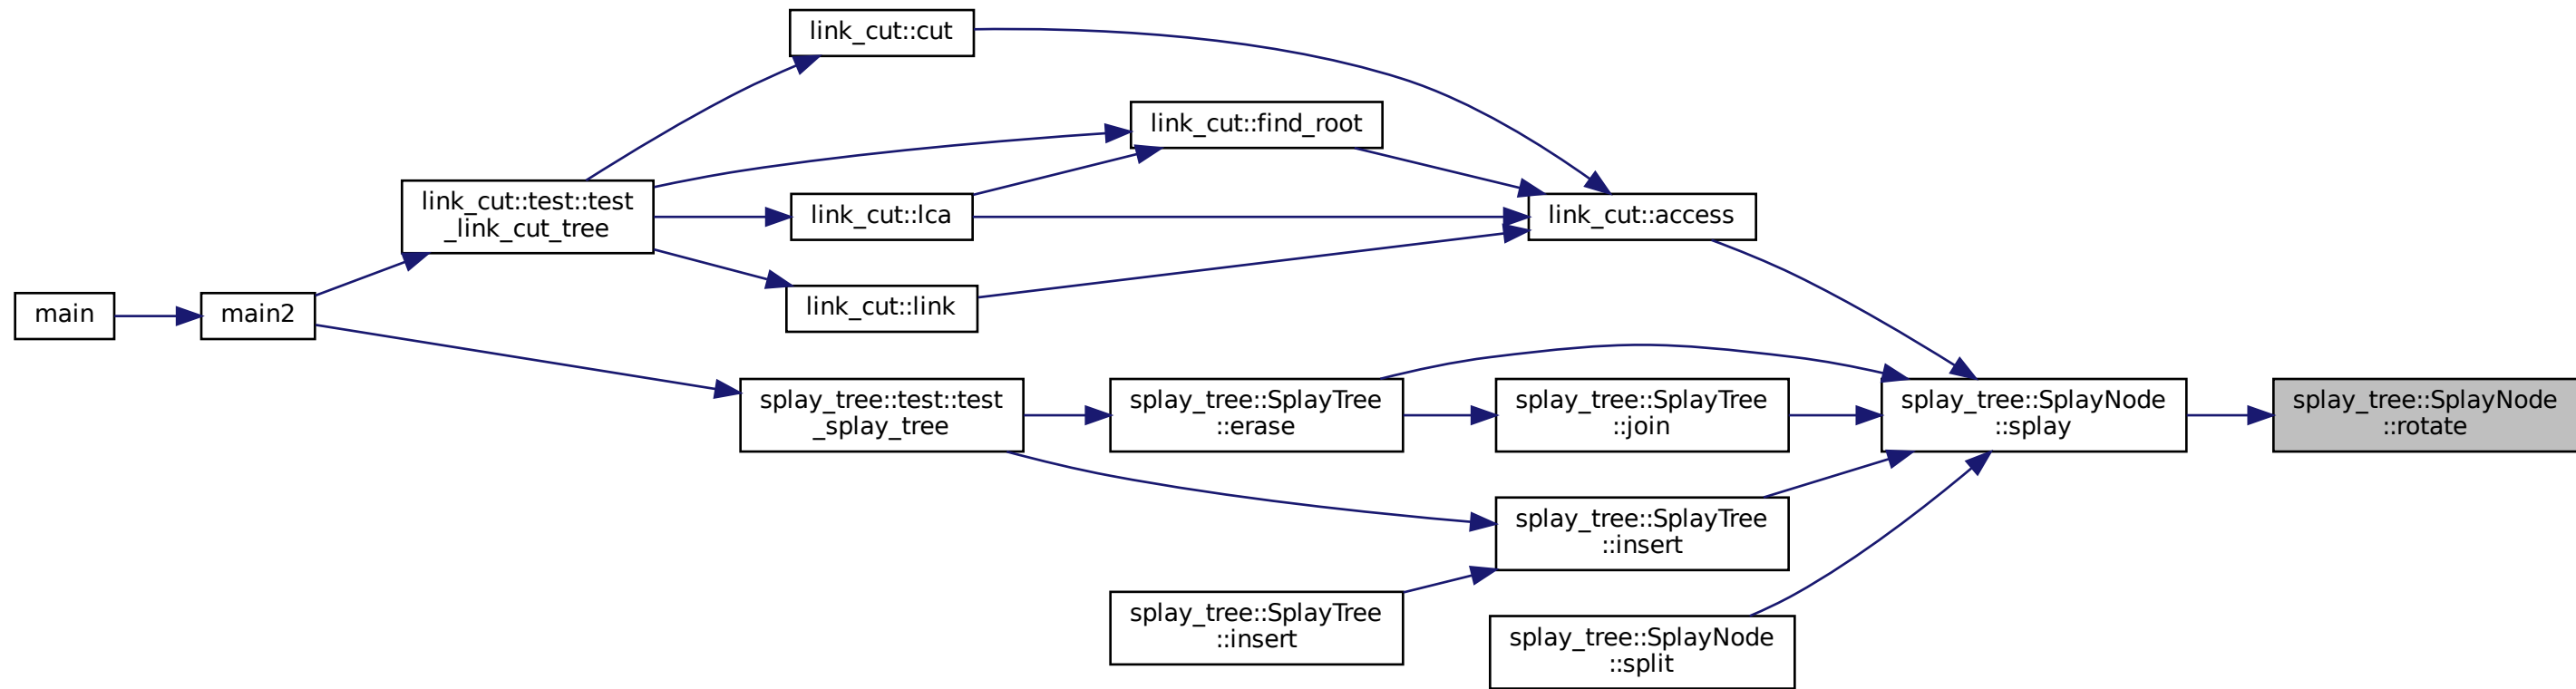 link_cut::cut
link_cut::find_root
link_cut::test::test
_link_cut_tree
link_cut::lca
link_cut::access
link_cut::link
main
main2
splay_tree::test::test
_splay_tree
splay_tree::SplayTree
::erase
splay_tree::SplayTree
::join
splay_tree::SplayNode
::splay
splay_tree::SplayNode
::rotate
splay_tree::SplayTree
::insert
splay_tree::SplayTree
::insert
splay_tree::SplayNode
::split